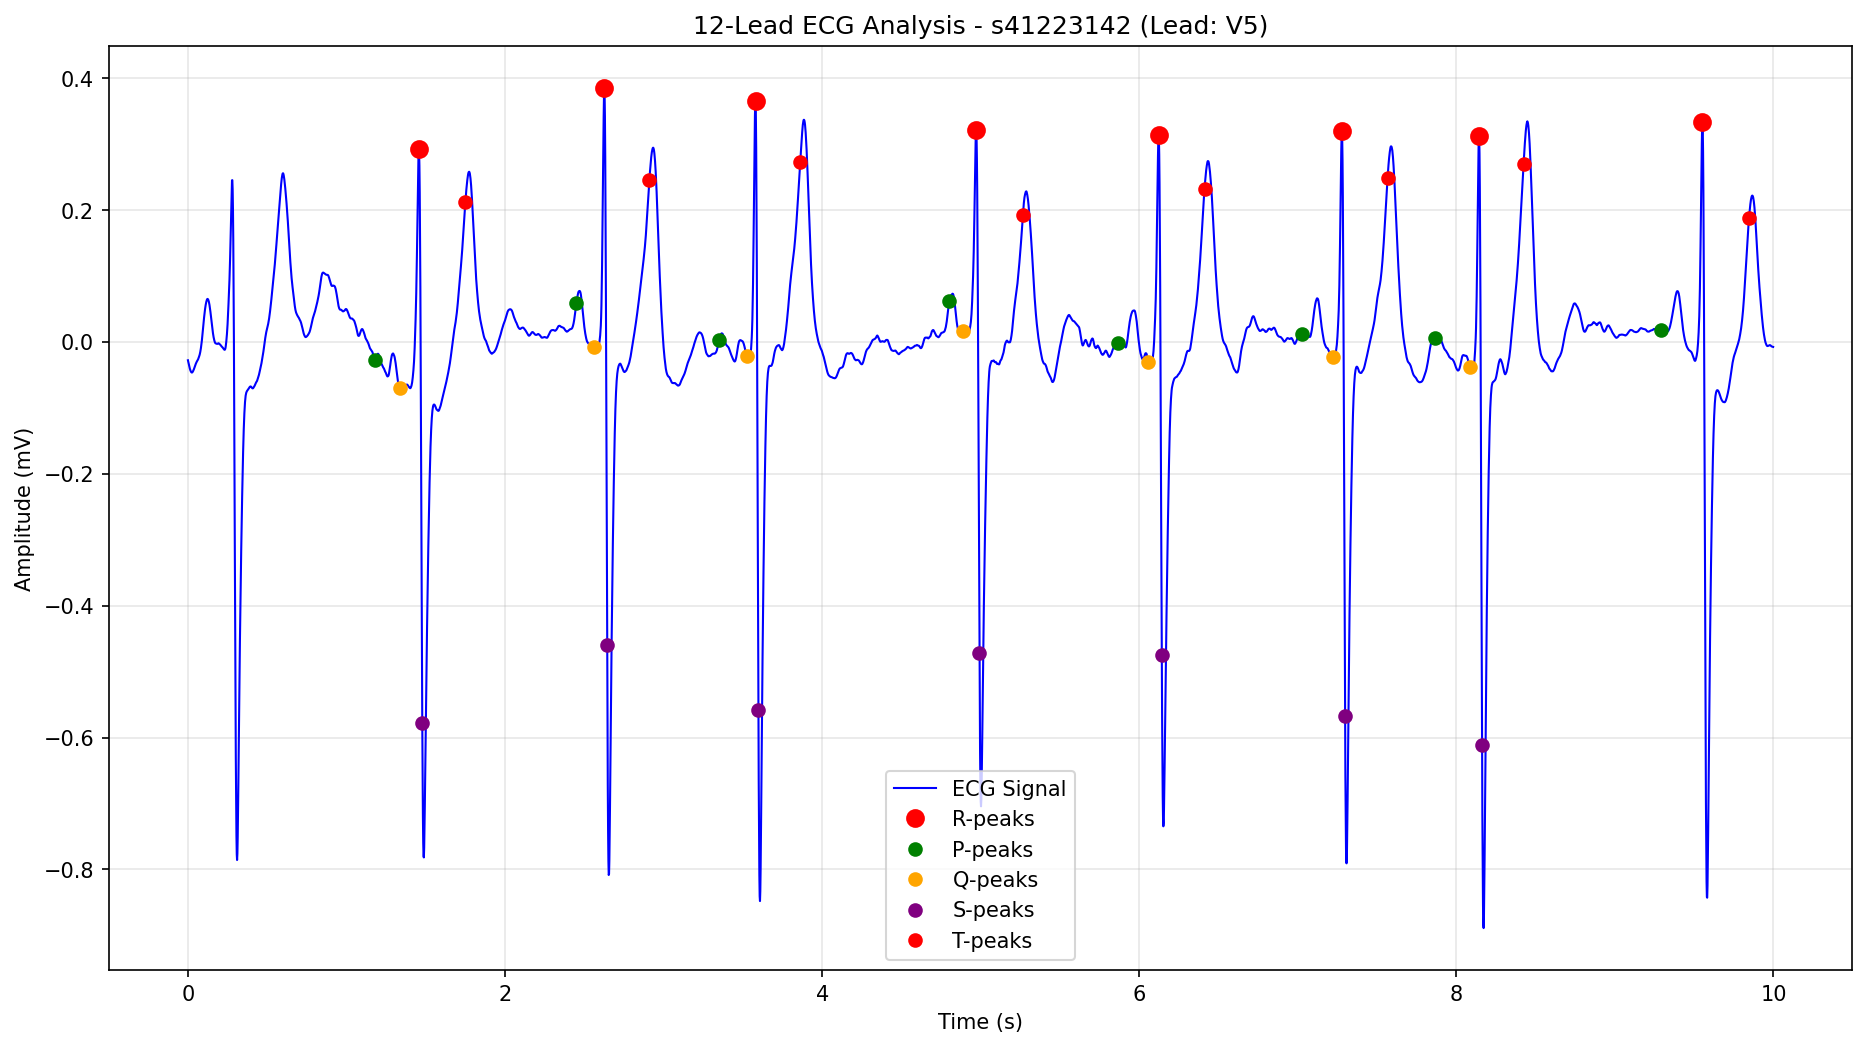 12-Lead ECG Analysis - s41223142 (Lead: V5)
Amplitude (mV)
0.4
0.2
0.0
−0.2
−0.4
−0.6
−0.8
ECG Signal
R-peaks
P-peaks
Q-peaks
S-peaks
T-peaks
0 2 4 6 8 10
Time (s)